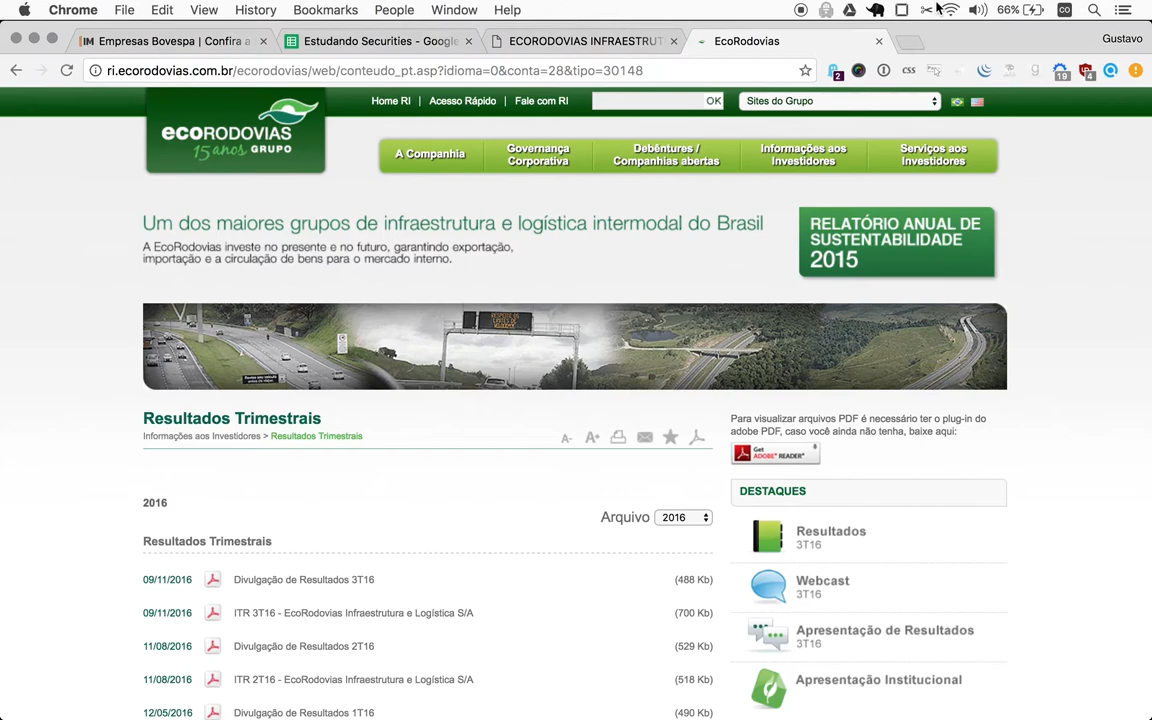 Chrome File Edit View History Bookmarks People Window Help 66%
Empresas Bovespa | Confira a
Estudando Securities - Google
ECORODOVIAS INFRAESTRUT
EcoRodovias
Gustavo
ri.ecorodovias.com.br/ecorodovias/web/conteudo_pt.asp?idioma=0&conta=28&tipo=30148
css
2
19
4
Home RI | Acesso Rápido | Fale com RI
OK
Sites do Grupo
ecoRODOVIAS
15 anos GRUPO
A Companhia
Governança
Corporativa
Debêntures /
Companhias abertas
Informações aos
Investidores
Serviços aos
Investidores
Um dos maiores grupos de infraestrutura e logística intermodal do Brasil
A EcoRodovias investe no presente e no futuro, garantindo exportação,
importação e a circulação de bens para o mercado interno.
RELATÓRIO ANUAL DE
SUSTENTABILIDADE
2015
Resultados Trimestrais
Informações aos Investidores > Resultados Trimestrais
A- A+
Para visualizar arquivos PDF é necessário ter o plug-in do
adobe PDF, caso você ainda não tenha, baixe aqui:
Get
ADOBE® READER®
2016
Arquivo 2016
Resultados Trimestrais
09/11/2016 Divulgação de Resultados 3T16 (488 Kb)
09/11/2016 ITR 3T16 - EcoRodovias Infraestrutura e Logística S/A (700 Kb)
11/08/2016 Divulgação de Resultados 2T16 (529 Kb)
11/08/2016 ITR 2T16 - EcoRodovias Infraestrutura e Logística S/A (518 Kb)
12/05/2016 Divulgação de Resultados 1T16 (490 Kb)
DESTAQUES
Resultados
3T16
Webcast
3T16
Apresentação de Resultados
3T16
Apresentação Institucional